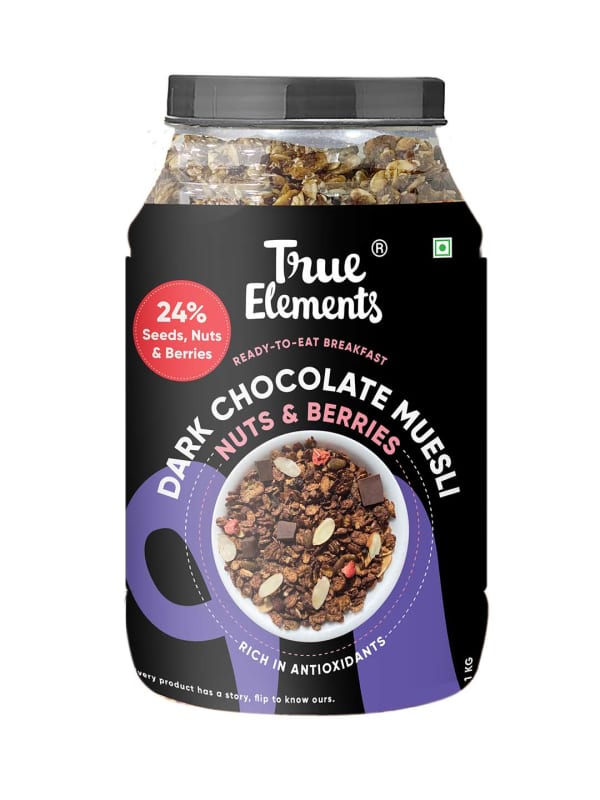 True ®
Elements
24%
Seeds, Nuts
& Berries
READY-TO-EAT BREAKFAST
DARK CHOCOLATE MUESLI
NUTS & BERRIES
RICH IN ANTIOXIDANTS
very product has a story, flip to know ours.
1 KG